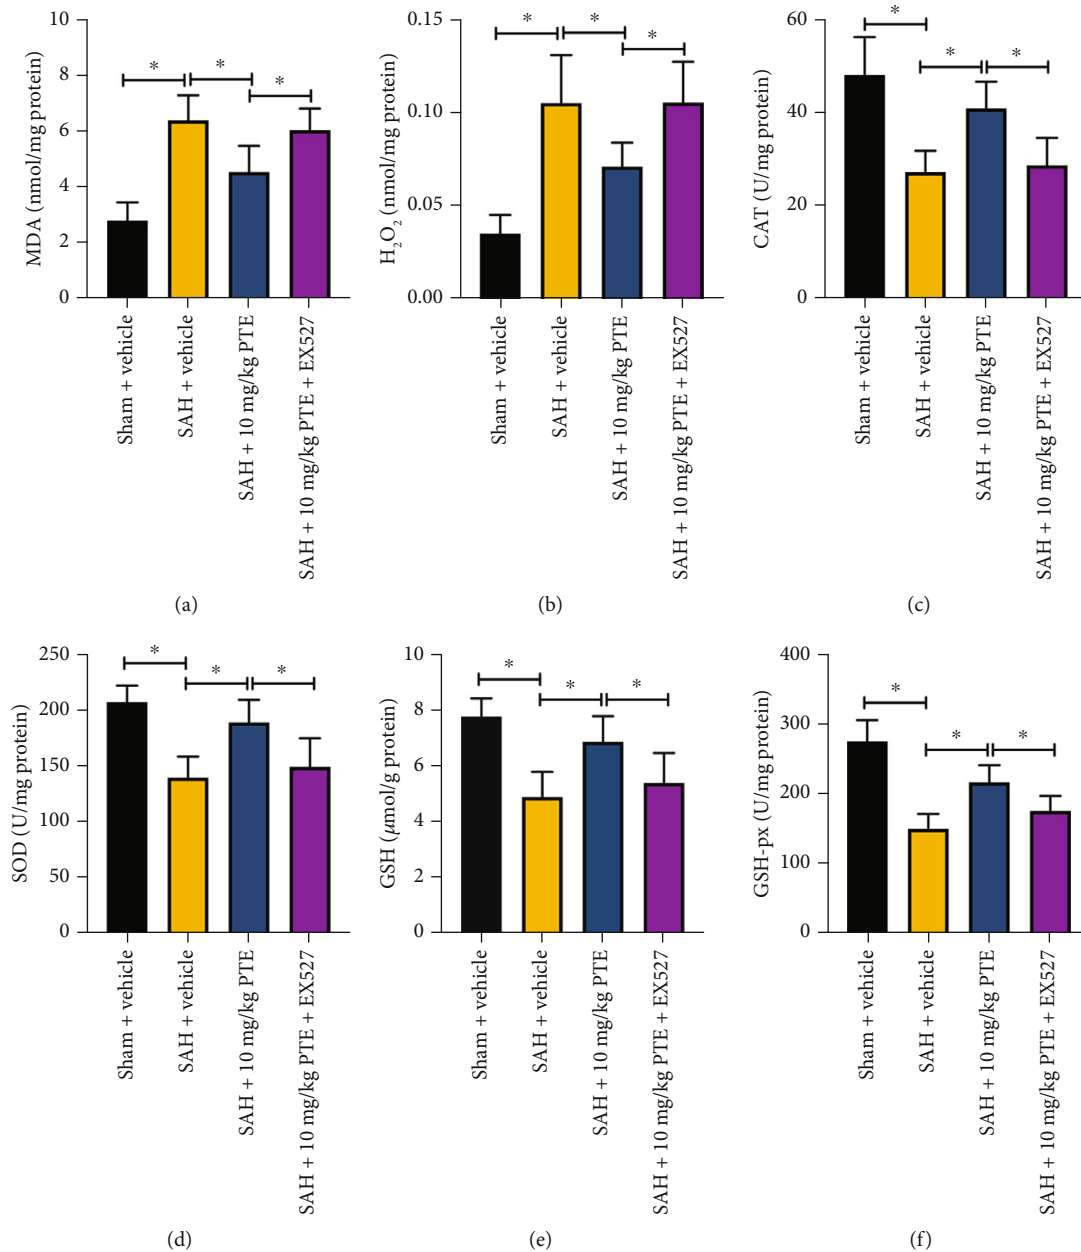 MDA (nmol/mg protein)
10
8
6
4
2
0
*
*
*
Sham + vehicle
SAH + vehicle
SAH + 10 mg/kg PTE
SAH + 10 mg/kg PTE + EX527
(a)
H₂O₂ (nmol/mg protein)
0.15
0.10
0.05
0.00
*
*
*
Sham + vehicle
SAH + vehicle
SAH + 10 mg/kg PTE
SAH + 10 mg/kg PTE + EX527
(b)
CAT (U/mg protein)
60
40
20
0
*
*
*
Sham + vehicle
SAH + vehicle
SAH + 10 mg/kg PTE
SAH + 10 mg/kg PTE + EX527
(c)
SOD (U/mg protein)
250
200
150
100
50
0
*
*
*
Sham + vehicle
SAH + vehicle
SAH + 10 mg/kg PTE
SAH + 10 mg/kg PTE + EX527
(d)
GSH (μmol/g protein)
10
8
6
4
2
0
*
*
*
Sham + vehicle
SAH + vehicle
SAH + 10 mg/kg PTE
SAH + 10 mg/kg PTE + EX527
(e)
GSH-px (U/mg protein)
400
300
200
100
0
*
*
*
Sham + vehicle
SAH + vehicle
SAH + 10 mg/kg PTE
SAH + 10 mg/kg PTE + EX527
(f)